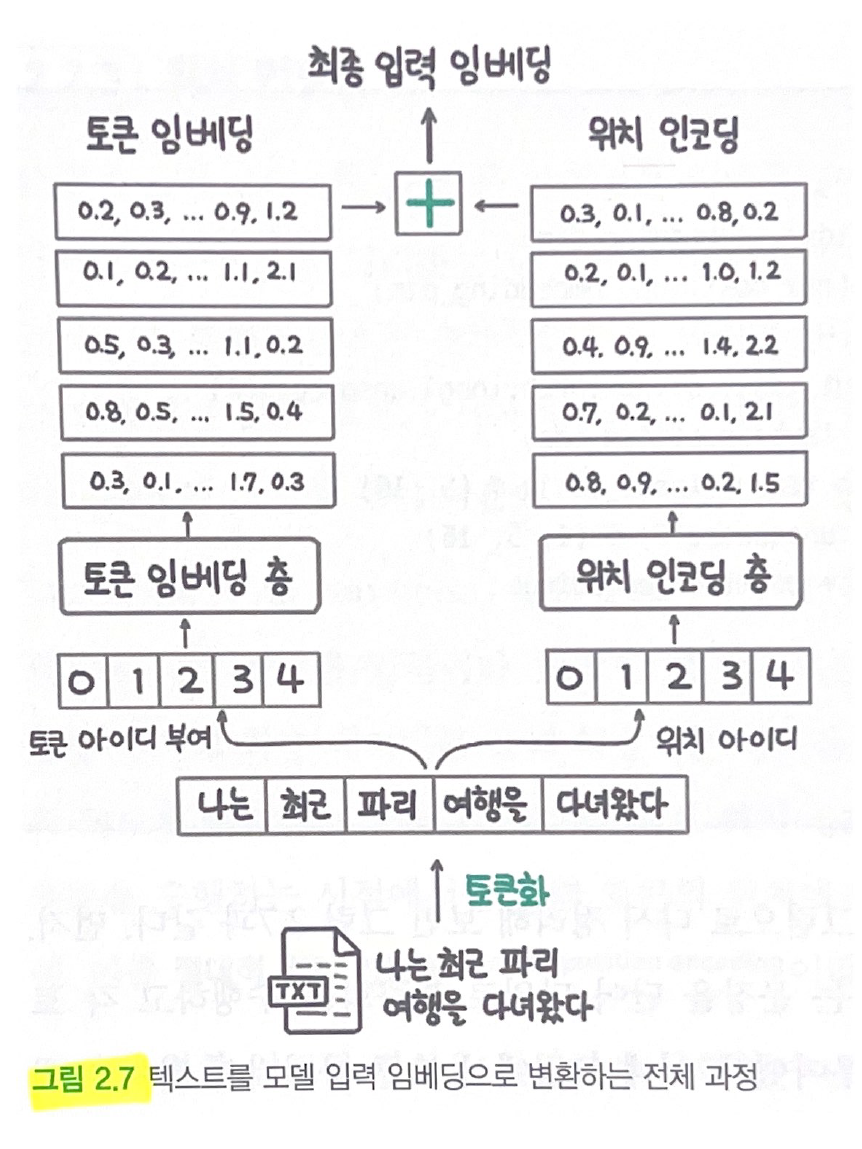 최종 입력 임베딩
토큰 임베딩
위치 인코딩
0.2, 0.3, ... 0.9, 1.2
+
0.3, 0.1, ... 0.8, 0.2
0.1, 0.2, ... 1.1, 2.1
0.2, 0.1, ... 1.0, 1.2
0.5, 0.3, ... 1.1, 0.2
0.4. 0.9, ... 1.4, 2.2
0.8, 0.5, ... 1.5, 0.4
0.7, 0.2, ... 0.1, 2.1
0.3, 0.1, ... 1.7, 0.3
0.8, 0.9, ... 0.2, 1.5
토큰 임베딩 층
위치 인코딩 층
0 1 2 3 4
0 1 2 3 4
토큰 아이디 부여
위치 아이디
나는 최근 파리 여행을 다녀왔다
토큰화
TXT
나는 최근 파리
여행을 다녀왔다
그림 2.7 텍스트를 모델 입력 임베딩으로 변환하는 전체 과정